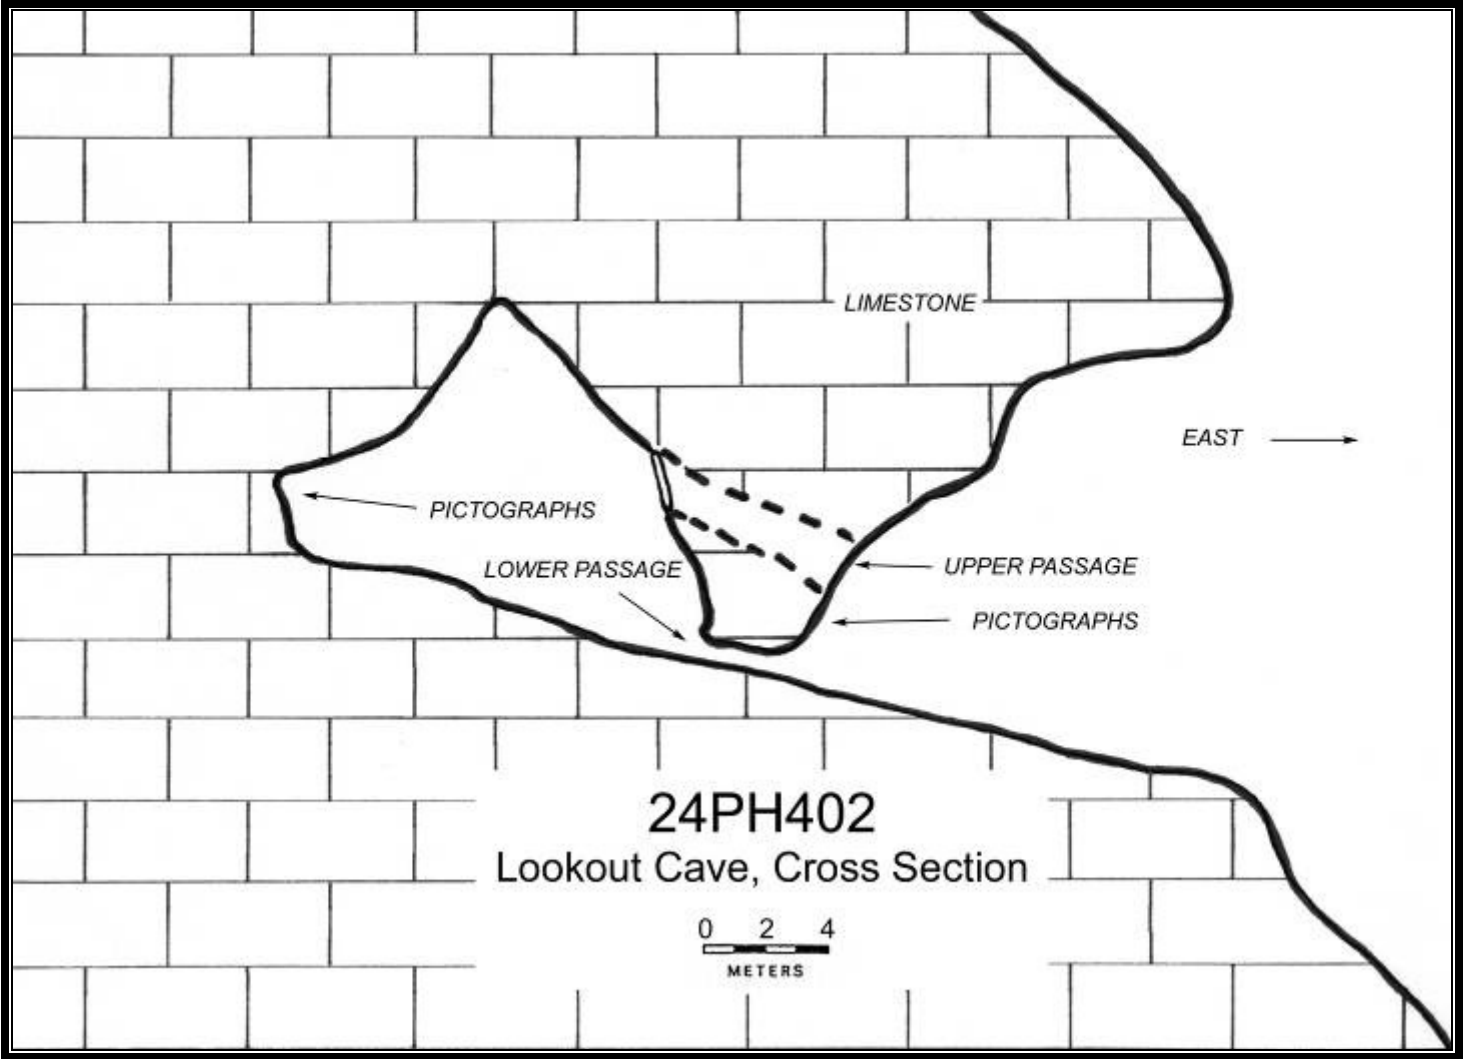 LIMESTONE
EAST
PICTOGRAPHS
LOWER PASSAGE
UPPER PASSAGE
PICTOGRAPHS
24PH402
Lookout Cave, Cross Section
0 2 4
METERS